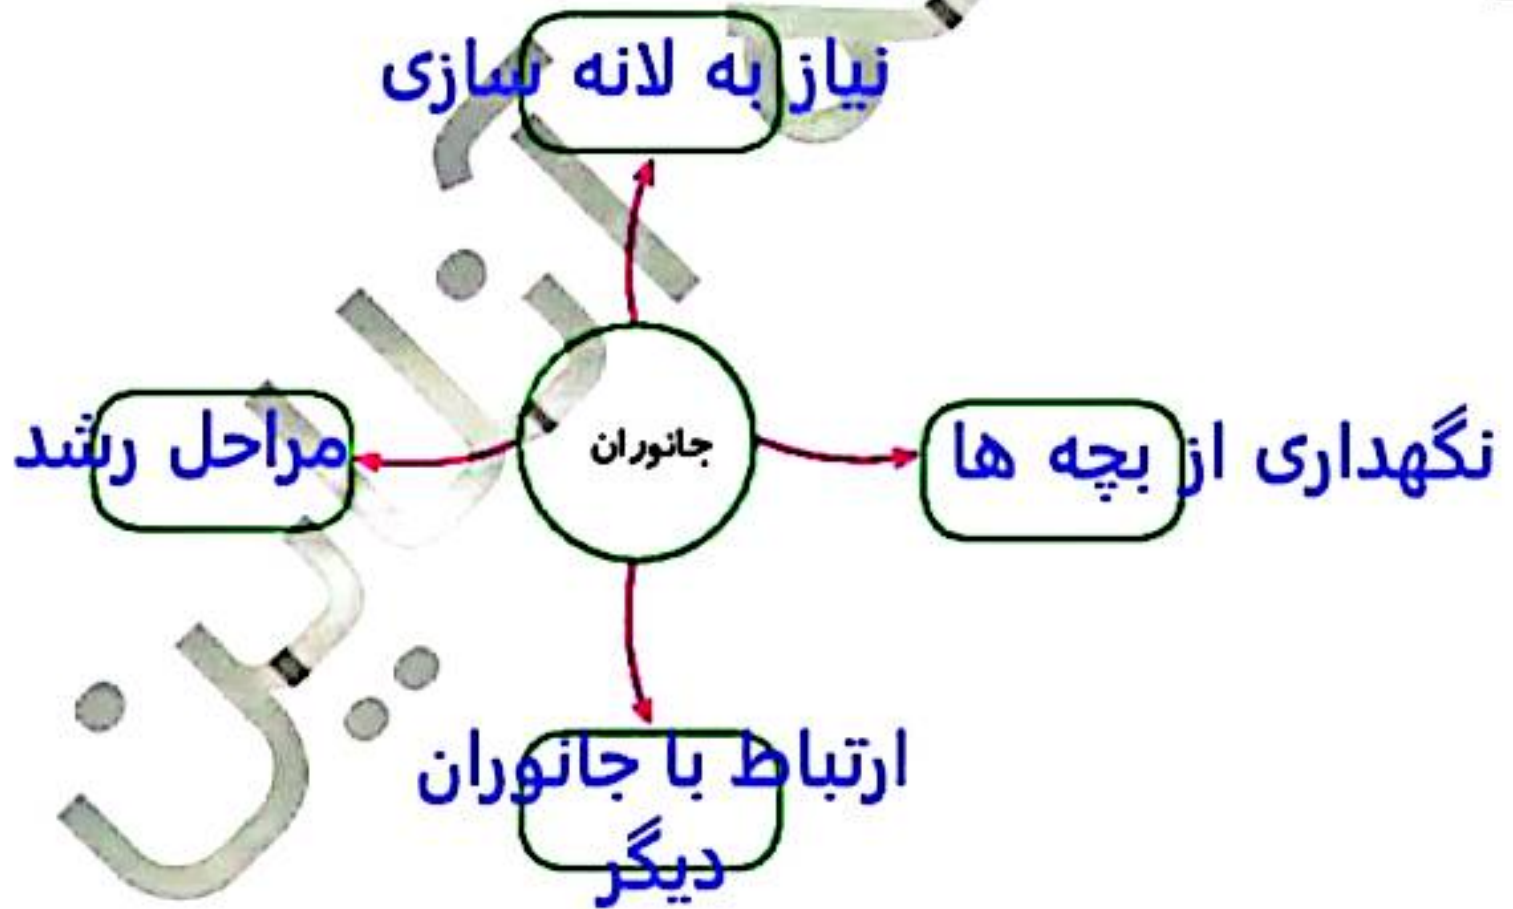 نیاز به لانه سازی
مراحل رشد
جانوران
نگهداری از بچه ها
ارتباط با جانوران
دیگر